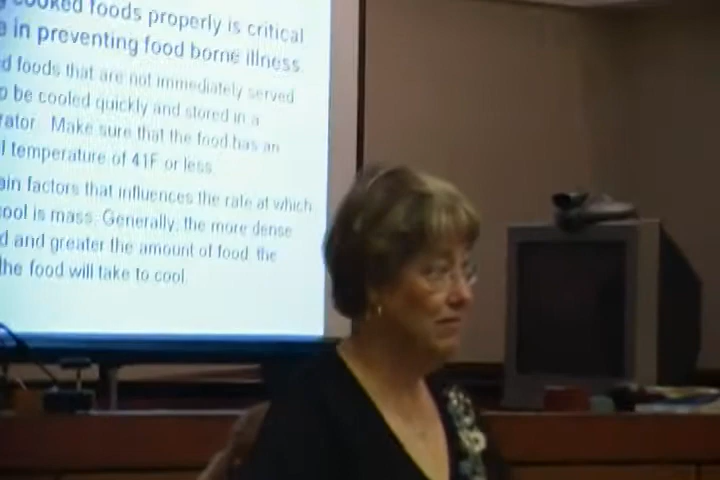 cooked foods properly is critical
in preventing food borne illness.
foods that are not immediately served
be cooled quickly and stored in a
Make sure that the food has an
temperature of 41F or less.
factors that influences the rate at which
is mass. Generally, the more dense
and greater the amount of food, the
the food will take to cool.